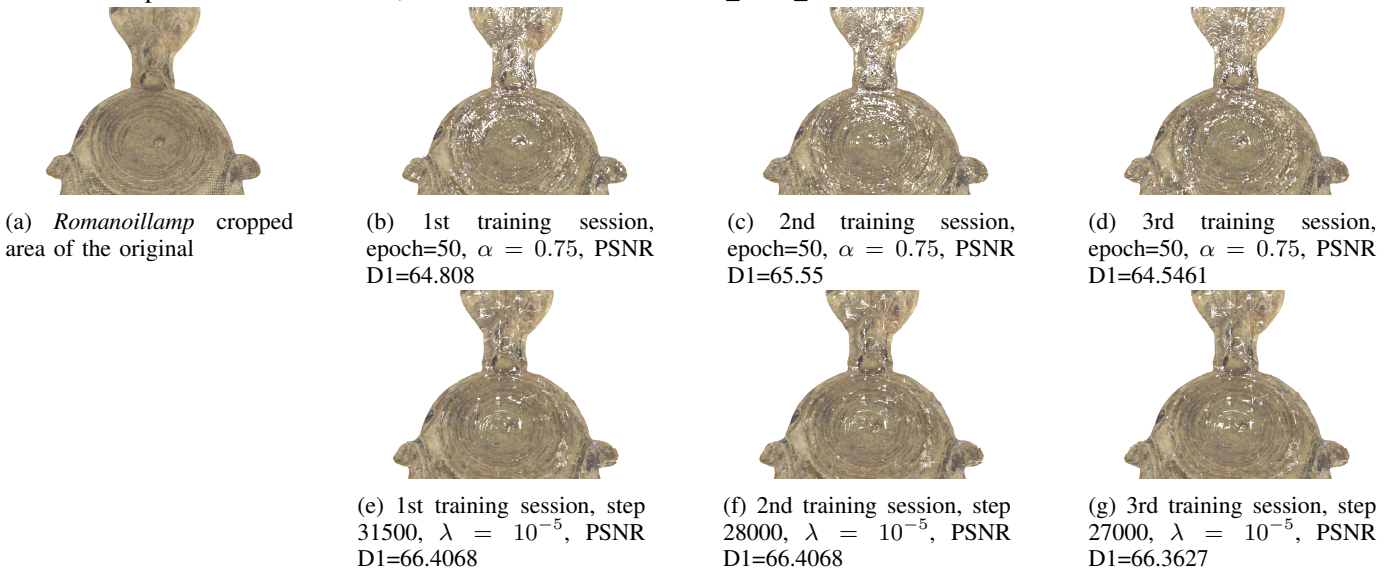 (a) Romanoillamp cropped
area of the original
(b) 1st training session,
epoch=50, α = 0.75, PSNR
D1=64.808
(c) 2nd training session,
epoch=50, α = 0.75, PSNR
D1=65.55
(d) 3rd training session,
epoch=50, α = 0.75, PSNR
D1=64.5461
(e) 1st training session, step
31500, λ = 10⁻⁵, PSNR
D1=66.4068
(f) 2nd training session, step
28000, λ = 10⁻⁵, PSNR
D1=66.4068
(g) 3rd training session, step
27000, λ = 10⁻⁵, PSNR
D1=66.3627